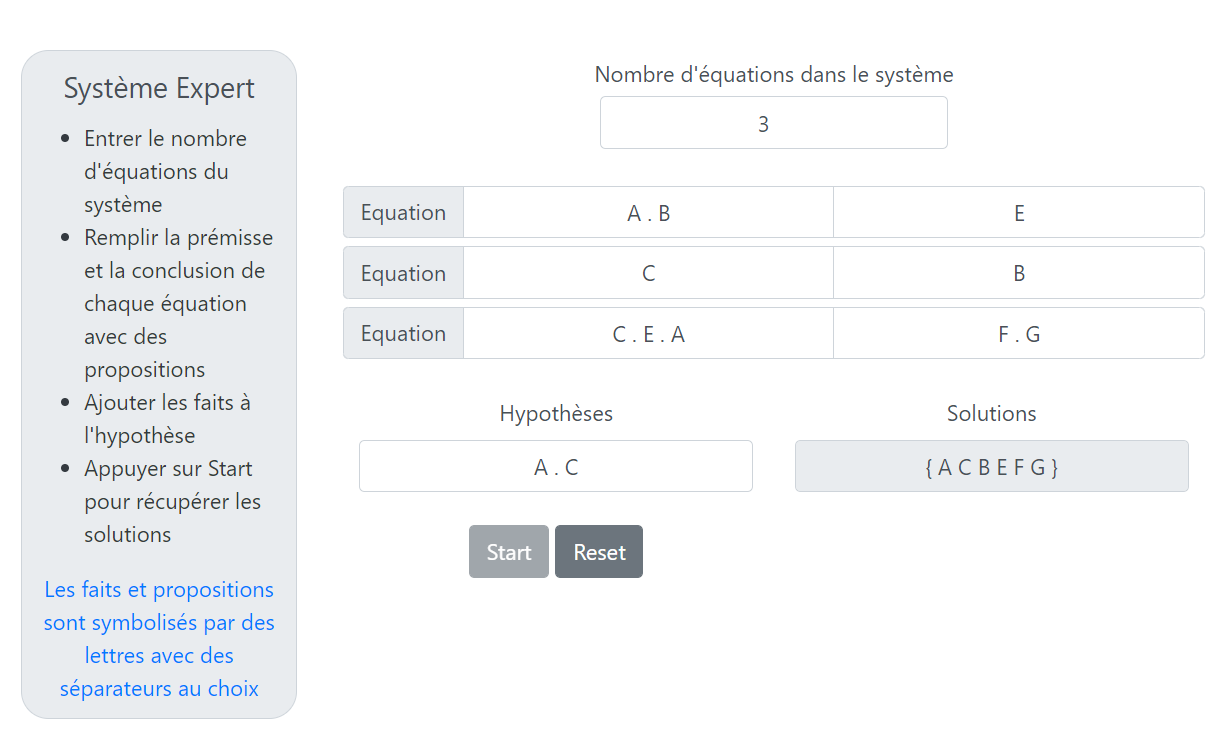 Système Expert
Entrer le nombre
d'équations du
système
Remplir la prémisse
et la conclusion de
chaque équation
avec des
propositions
Ajouter les faits à
l'hypothèse
Appuyer sur Start
pour récupérer les
solutions
Les faits et propositions
sont symbolisés par des
lettres avec des
séparateurs au choix
Nombre d'équations dans le système
3
Equation A . B E
Equation C B
Equation C . E . A F . G
Hypothèses Solutions
A . C { A C B E F G }
Start Reset